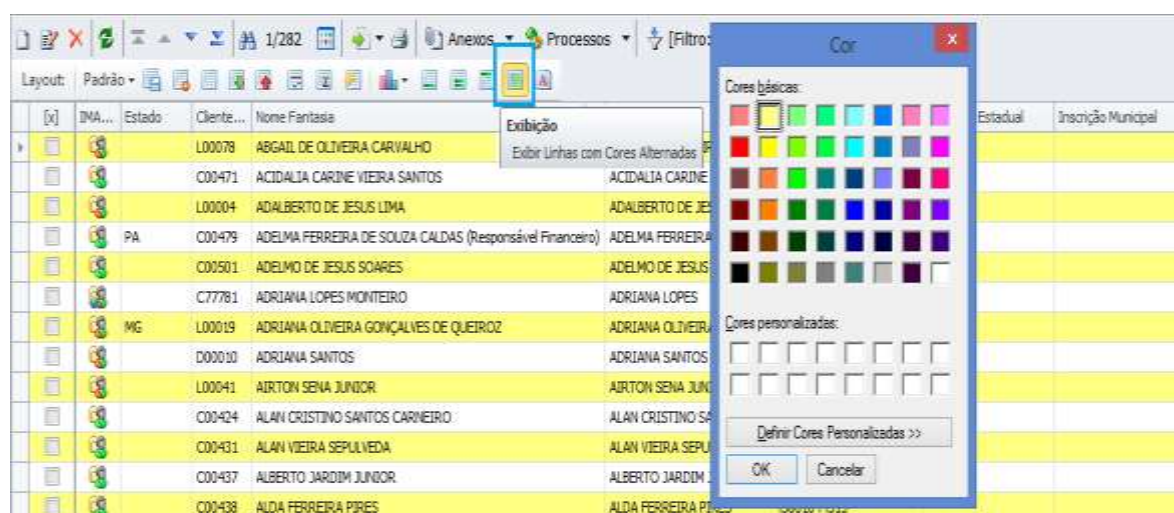 1/282 Anexos Processos [Filtro:
Layout: Padrão
[x] IMA... Estado Cliente... Nome Fantasia Estadual Inscrição Municipal
Exibição
Exibir Linhas com Cores Alternadas
L00078 ABGAIL DE OLIVEIRA CARVALHO
C00471 ACIDALIA CARINE VIEIRA SANTOS ACIDALIA CARINE
L00004 ADALBERTO DE JESUS LIMA ADALBERTO DE JES
PA C00479 ADELMA FERREIRA DE SOUZA CALDAS (Responsável Financeiro) ADELMA FERREIRA
C00501 ADELMO DE JESUS SOARES ADELMO DE JESUS
C77781 ADRIANA LOPES MONTEIRO ADRIANA LOPES
MG L00019 ADRIANA OLIVEIRA GONÇALVES DE QUEIROZ ADRIANA OLIVEIRA
D00010 ADRIANA SANTOS ADRIANA SANTOS
L00041 AIRTON SENA JUNIOR AIRTON SENA JUN
C00424 ALAN CRISTINO SANTOS CARNEIRO ALAN CRISTINO SA
C00431 ALAN VIEIRA SEPULVEDA ALAN VIEIRA SEPU
C00437 ALBERTO JARDIM JUNIOR ALBERTO JARDIM
C00438 ALDA FERREIRA PIRES ALDA FERREIRA
Cor
x
Cores básicas:
Cores personalizadas:
Definir Cores Personalizadas >>
OK Cancelar